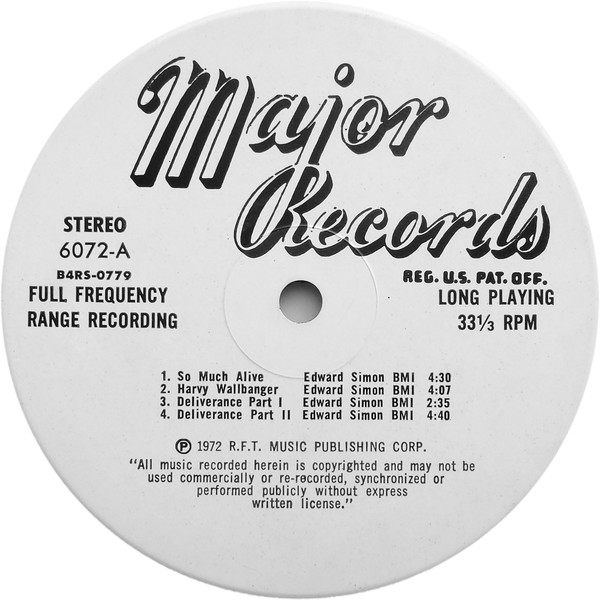 Major
Records
REG. U.S. PAT. OFF.
STEREO
6072-A
B4RS-0779
FULL FREQUENCY
RANGE RECORDING
LONG PLAYING
33⅓ RPM
1. So Much Alive Edward Simon BMI 4:30
2. Harvy Wallbanger Edward Simon BMI 4:07
3. Deliverance Part I Edward Simon BMI 2:35
4. Deliverance Part II Edward Simon BMI 4:40
Ⓟ 1972 R.F.T. MUSIC PUBLISHING CORP.
"All music recorded herein is copyrighted and may not be
used commercially or re-recorded, synchronized or
performed publicly without express
written license."